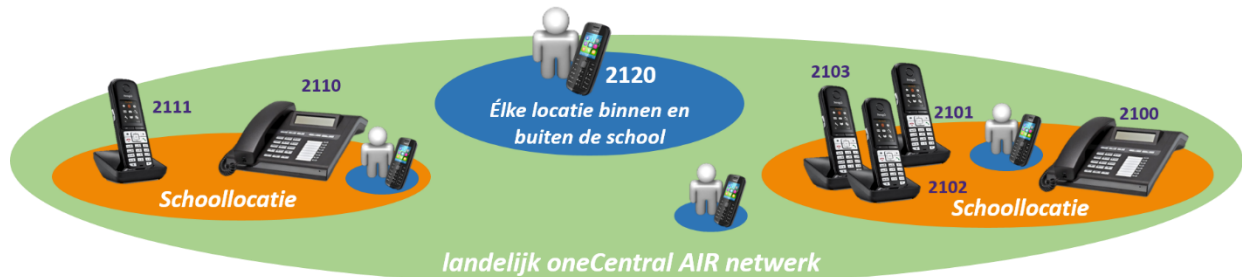 2120
Élke locatie binnen en
buiten de school
2111
2110
Schoollocatie
2103
2101
2100
2102
Schoollocatie
landelijk oneCentral AIR netwerk